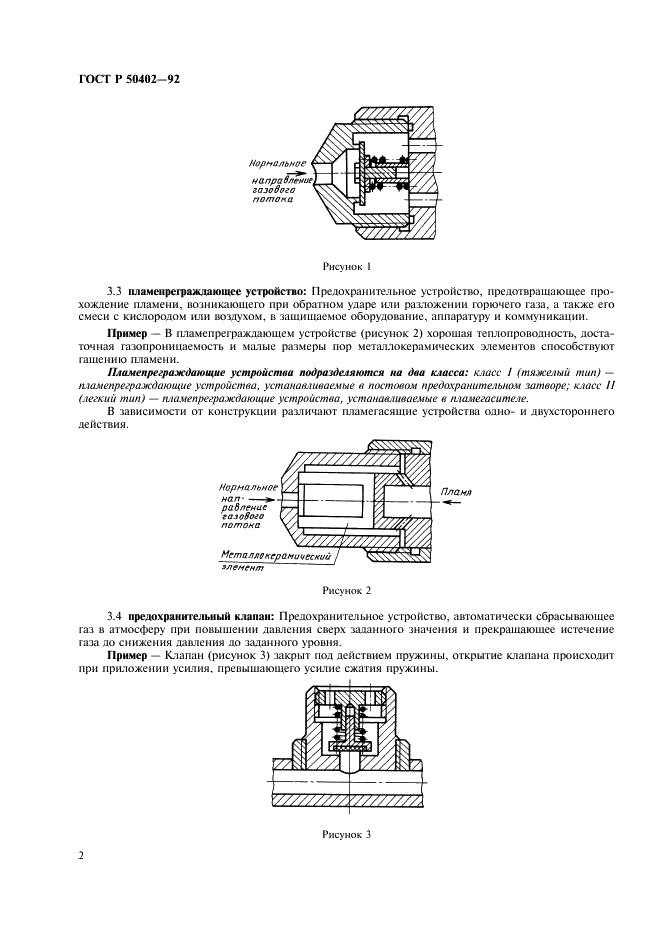 ГОСТ Р 50402—92
Нормальное
направление
газового
потока
Рисунок 1
3.3 пламепреграждающее устройство: Предохранительное устройство, предотвращающее про-
хождение пламени, возникающего при обратном ударе или разложении горючего газа, а также его
смеси с кислородом или воздухом, в защищаемое оборудование, аппаратуру и коммуникации.
Пример — В пламепреграждающем устройстве (рисунок 2) хорошая теплопроводность, доста-
точная газопроницаемость и малые размеры пор металлокерамических элементов способствуют
гашению пламени.
Пламепреграждающие устройства подразделяются на два класса: класс I (тяжелый тип) —
пламепреграждающие устройства, устанавливаемые в постовом предохранительном затворе; класс II
(легкий тип) — пламепреграждающие устройства, устанавливаемые в пламегасителе.
В зависимости от конструкции различают пламегасящие устройства одно- и двухстороннего
действия.
Нормальное
нап-
равление
газового
потока
Пламя
Металлокерамический
элемент
Рисунок 2
3.4 предохранительный клапан: Предохранительное устройство, автоматически сбрасывающее
газ в атмосферу при повышении давления сверх заданного значения и прекращающее истечение
газа до снижения давления до заданного уровня.
Пример — Клапан (рисунок 3) закрыт под действием пружины, открытие клапана происходит
при приложении усилия, превышающего усилие сжатия пружины.
Рисунок 3
2